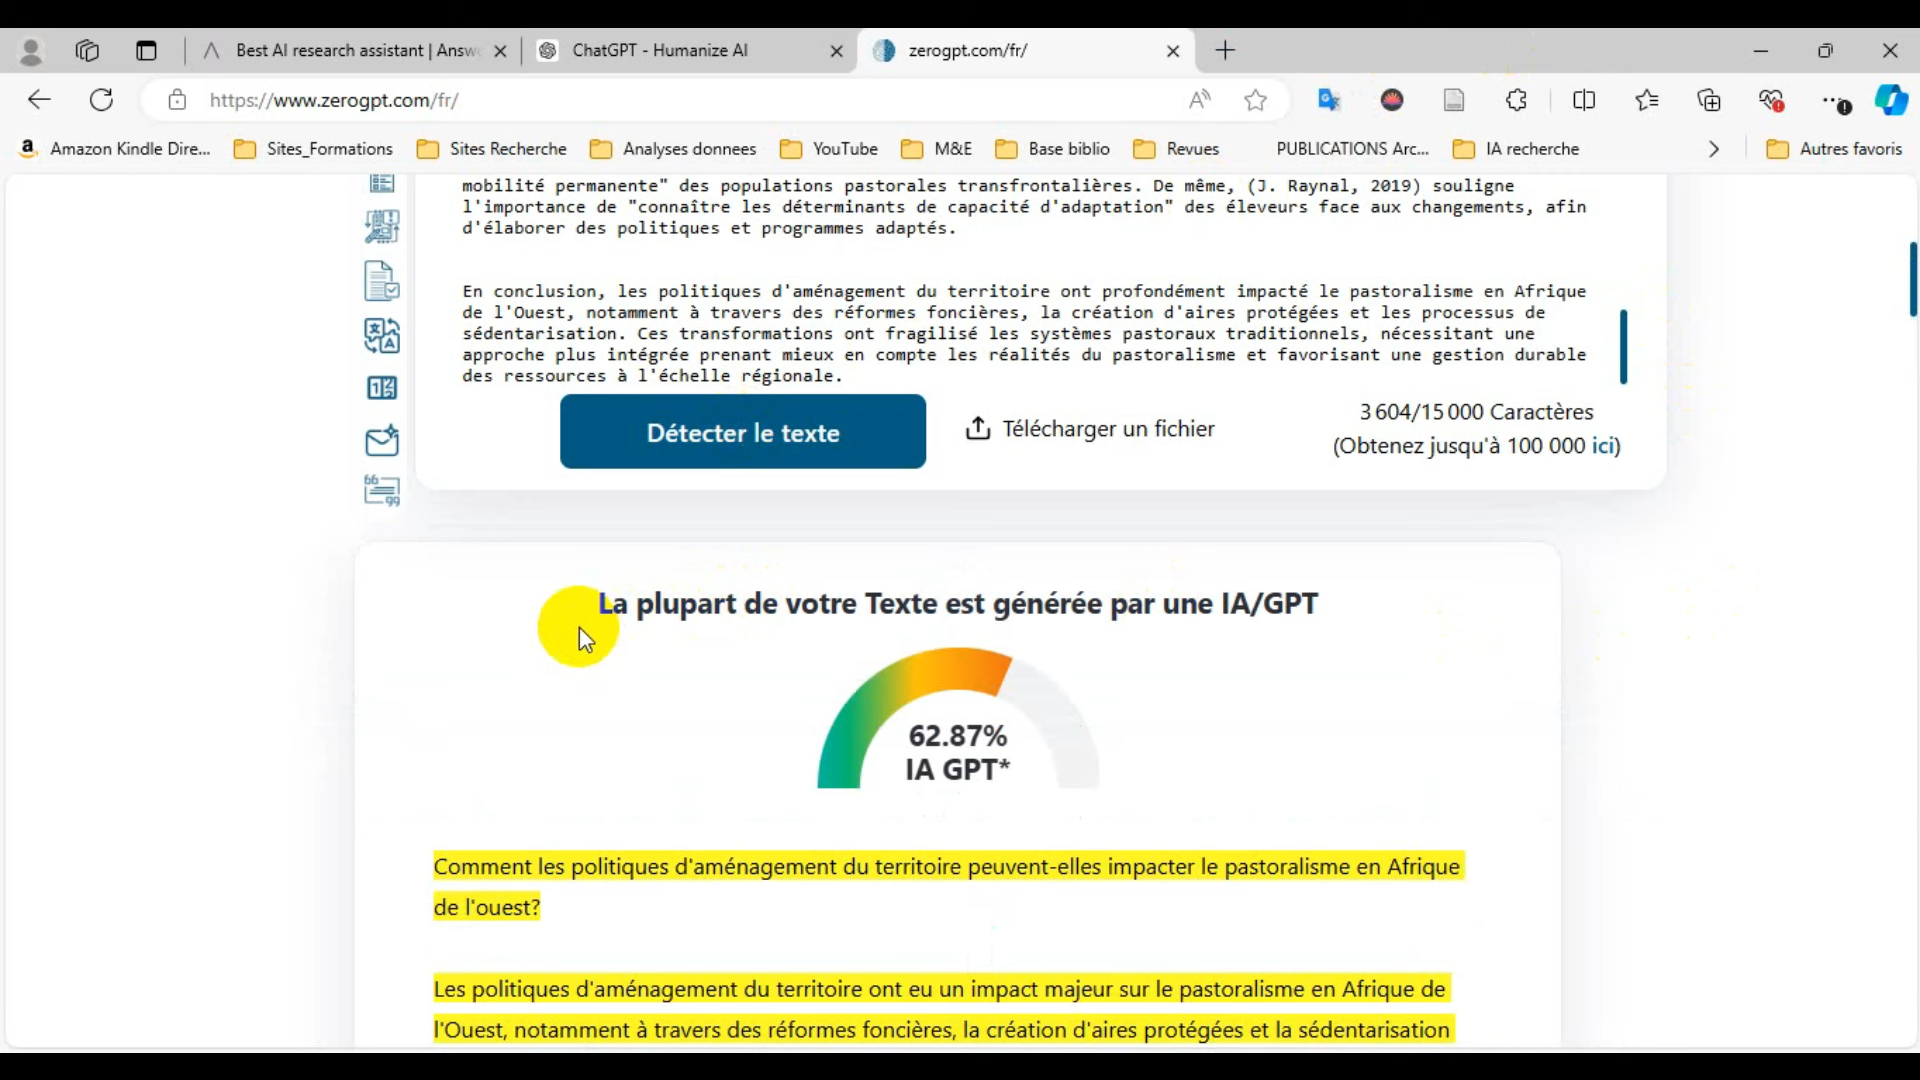 Best AI research assistant | Answ
ChatGPT - Humanize AI
zerogpt.com/fr/
https://www.zerogpt.com/fr/
Amazon Kindle Dire...
Sites_Formations
Sites Recherche
Analyses donnees
YouTube
M&E
Base biblio
Revues
PUBLICATIONS Arc...
IA recherche
Autres favoris
mobilité permanente" des populations pastorales transfrontalières. De même, (J. Raynal, 2019) souligne
l'importance de "connaître les déterminants de capacité d'adaptation" des éleveurs face aux changements, afin
d'élaborer des politiques et programmes adaptés.
En conclusion, les politiques d'aménagement du territoire ont profondément impacté le pastoralisme en Afrique
de l'Ouest, notamment à travers des réformes foncières, la création d'aires protégées et les processus de
sédentarisation. Ces transformations ont fragilisé les systèmes pastoraux traditionnels, nécessitant une
approche plus intégrée prenant mieux en compte les réalités du pastoralisme et favorisant une gestion durable
des ressources à l'échelle régionale.
Détecter le texte
Télécharger un fichier
3 604/15 000 Caractères
(Obtenez jusqu'à 100 000 ici)
La plupart de votre Texte est générée par une IA/GPT
62.87%
IA GPT*
Comment les politiques d'aménagement du territoire peuvent-elles impacter le pastoralisme en Afrique
de l'ouest?
Les politiques d'aménagement du territoire ont eu un impact majeur sur le pastoralisme en Afrique de
l'Ouest, notamment à travers des réformes foncières, la création d'aires protégées et la sédentarisation